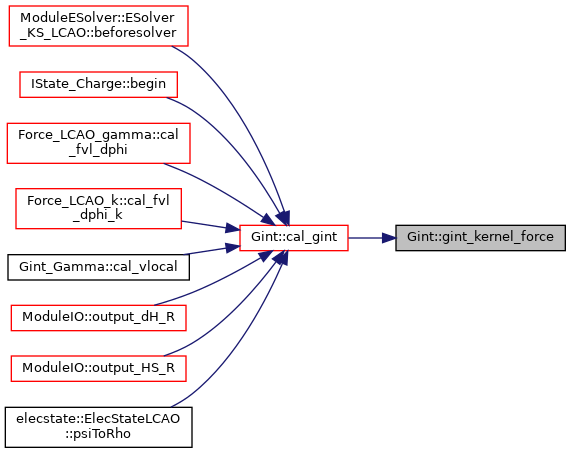 ModuleESolver::ESolver
_KS_LCAO::beforesolver
IState_Charge::begin
Force_LCAO_gamma::cal
_fvl_dphi
Force_LCAO_k::cal_fvl
_dphi_k
Gint_Gamma::cal_vlocal
ModuleIO::output_dH_R
ModuleIO::output_HS_R
elecstate::ElecStateLCAO
::psiToRho
Gint::cal_gint
Gint::gint_kernel_force